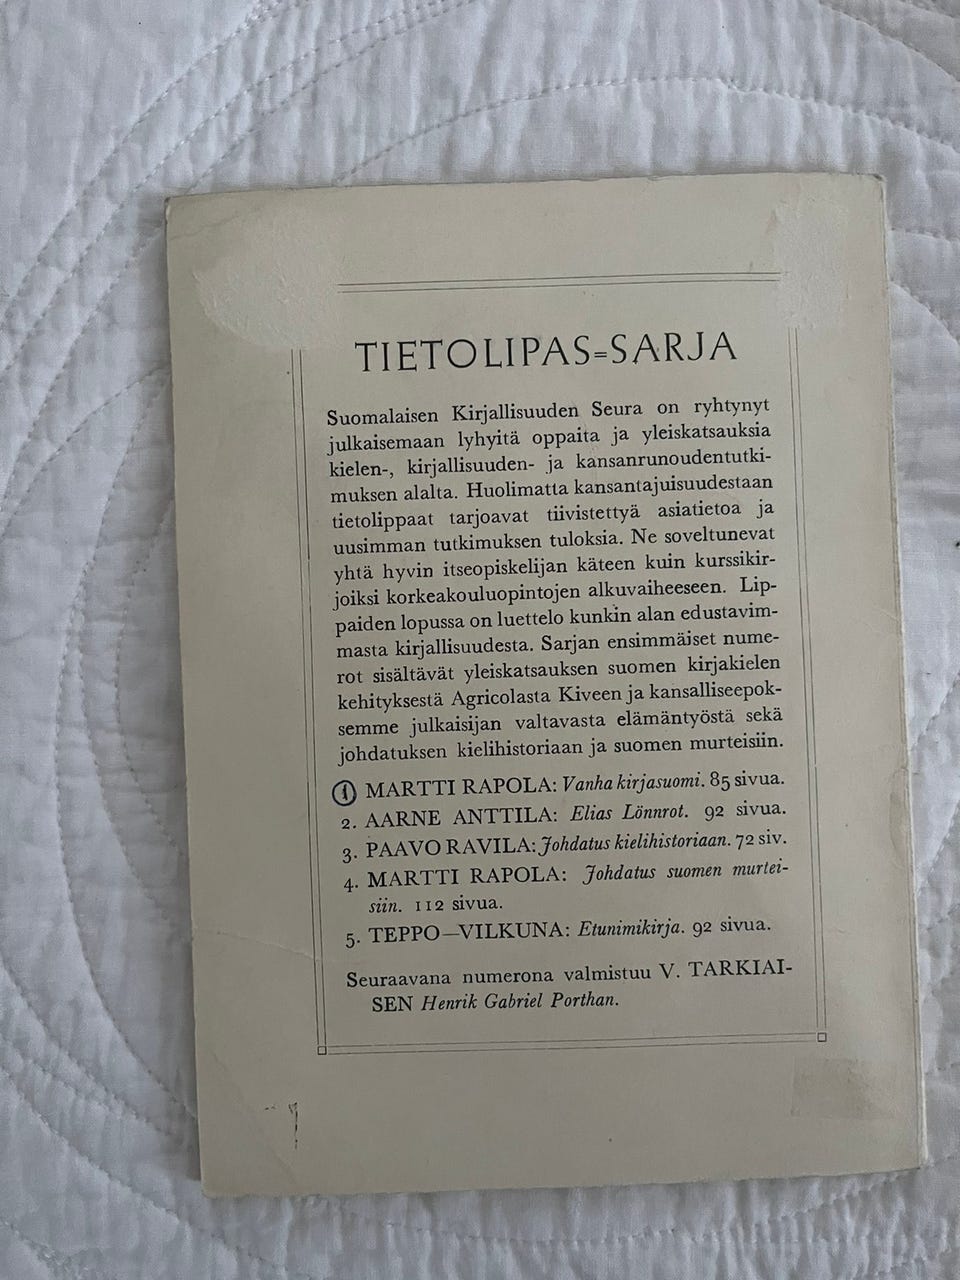 TIETOLIPAS=SARJA
Suomalaisen Kirjallisuuden Seura on ryhtynyt
julkaisemaan lyhyitä oppaita ja yleiskatsauksia
kielen-, kirjallisuuden- ja kansanrunoudentutki-
muksen alalta. Huolimatta kansantajuisuudestaan
tietolippaat tarjoavat tiivistettyä asiatietoa ja
uusimman tutkimuksen tuloksia. Ne soveltunevat
yhtä hyvin itseopiskelijan käteen kuin kurssikir-
joiksi korkeakouluopintojen alkuvaiheeseen. Lip-
paiden lopussa on luettelo kunkin alan edustavim-
masta kirjallisuudesta. Sarjan ensimmäiset nume-
rot sisältävät yleiskatsauksen suomen kirjakielen
kehityksestä Agricolasta Kiveen ja kansalliseepok-
semme julkaisijan valtavasta elämäntyöstä sekä
johdatuksen kielihistoriaan ja suomen murteisiin.
1 MARTTI RAPOLA: Vanha kirjasuomi. 85 sivua.
2. AARNE ANTTILA: Elias Lönnrot. 92 sivua.
3. PAAVO RAVILA: Johdatus kielihistoriaan. 72 siv.
4. MARTTI RAPOLA: Johdatus suomen murtei-
siin. 112 sivua.
5. TEPPO—VILKUNA: Etunimikirja. 92 sivua.
Seuraavana numerona valmistuu V. TARKIAI-
SEN Henrik Gabriel Porthan.